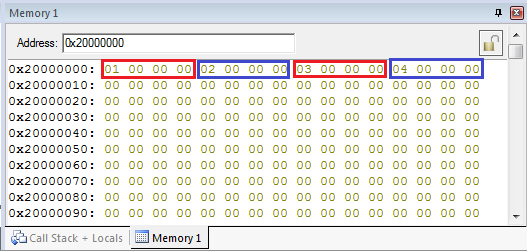 Memory 1
Address: 0x20000000
0x20000000: 01 00 00 00 02 00 00 00 03 00 00 00 04 00 00 00
0x20000010: 00 00 00 00 00 00 00 00 00 00 00 00 00 00 00 00
0x20000020: 00 00 00 00 00 00 00 00 00 00 00 00 00 00 00 00
0x20000030: 00 00 00 00 00 00 00 00 00 00 00 00 00 00 00 00
0x20000040: 00 00 00 00 00 00 00 00 00 00 00 00 00 00 00 00
0x20000050: 00 00 00 00 00 00 00 00 00 00 00 00 00 00 00 00
0x20000060: 00 00 00 00 00 00 00 00 00 00 00 00 00 00 00 00
0x20000070: 00 00 00 00 00 00 00 00 00 00 00 00 00 00 00 00
0x20000080: 00 00 00 00 00 00 00 00 00 00 00 00 00 00 00 00
0x20000090: 00 00 00 00 00 00 00 00 00 00 00 00 00 00 00 00
Call Stack + Locals Memory 1